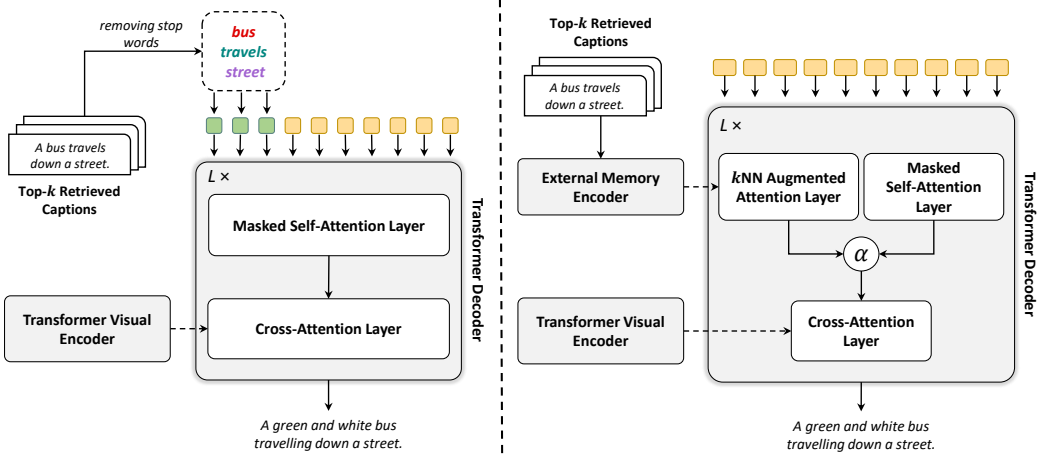 removing stop
words
bus
travels
street
A bus travels
down a street.
Top-k Retrieved
Captions
L ×
Masked Self-Attention Layer
Cross-Attention Layer
Transformer Decoder
Transformer Visual
Encoder
A green and white bus
travelling down a street.
Top-k Retrieved
Captions
A bus travels
down a street.
External Memory
Encoder
L ×
kNN Augmented
Attention Layer
Masked
Self-Attention
Layer
α
Cross-Attention
Layer
Transformer Decoder
Transformer Visual
Encoder
A green and white bus
travelling down a street.